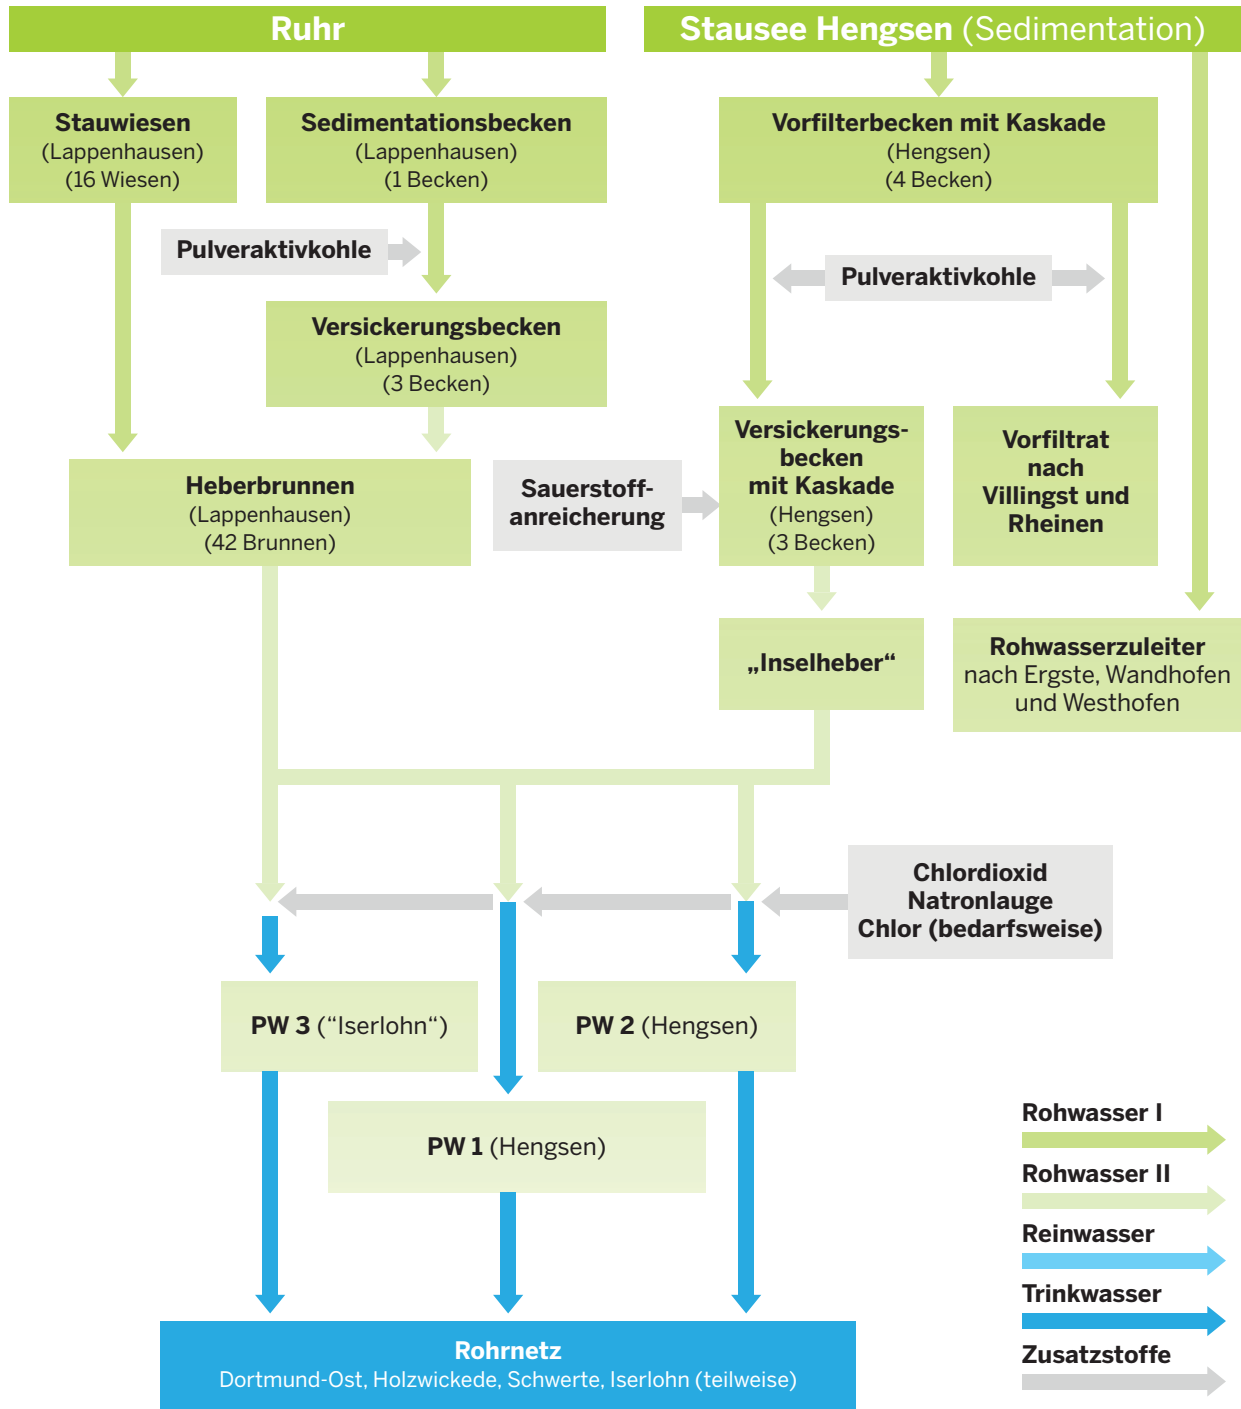 Ruhr
Stausee Hengsen (Sedimentation)
Stauwiesen
(Lappenhausen)
(16 Wiesen)
Sedimentationsbecken
(Lappenhausen)
(1 Becken)
Vorfilterbecken mit Kaskade
(Hengsen)
(4 Becken)
Pulveraktivkohle
Pulveraktivkohle
Versickerungsbecken
(Lappenhausen)
(3 Becken)
Versickerungs-
becken
mit Kaskade
(Hengsen)
(3 Becken)
Vorfiltrat
nach
Villingst und
Rheinen
Heberbrunnen
(Lappenhausen)
(42 Brunnen)
Sauerstoff-
anreicherung
„Inselheber“
Rohwasserzuleiter
nach Ergste, Wandhofen
und Westhofen
Chlordioxid
Natronlauge
Chlor (bedarfsweise)
PW 3 (“Iserlohn“)
PW 2 (Hengsen)
PW 1 (Hengsen)
Rohwasser I
Rohwasser II
Reinwasser
Trinkwasser
Zusatzstoffe
Rohrnetz
Dortmund-Ost, Holzwickede, Schwerte, Iserlohn (teilweise)